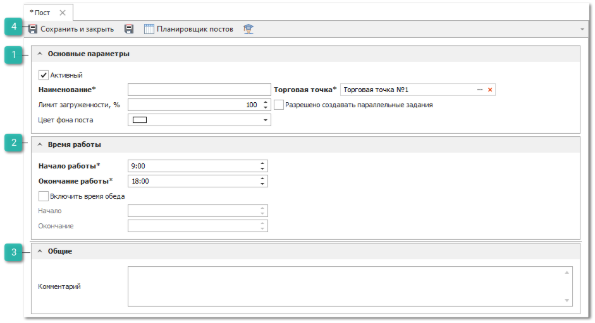 * Пост ×
4 Сохранить и закрыть Планировщик постов
1 Основные параметры
Активный
Наименование* Торговая точка* Торговая точка №1
Лимит загруженности, % 100 Разрешено создавать параллельные задания
Цвет фона поста
2 Время работы
Начало работы* 9:00
Окончание работы* 18:00
Включить время обеда
Начало
Окончание
3 Общие
Комментарий